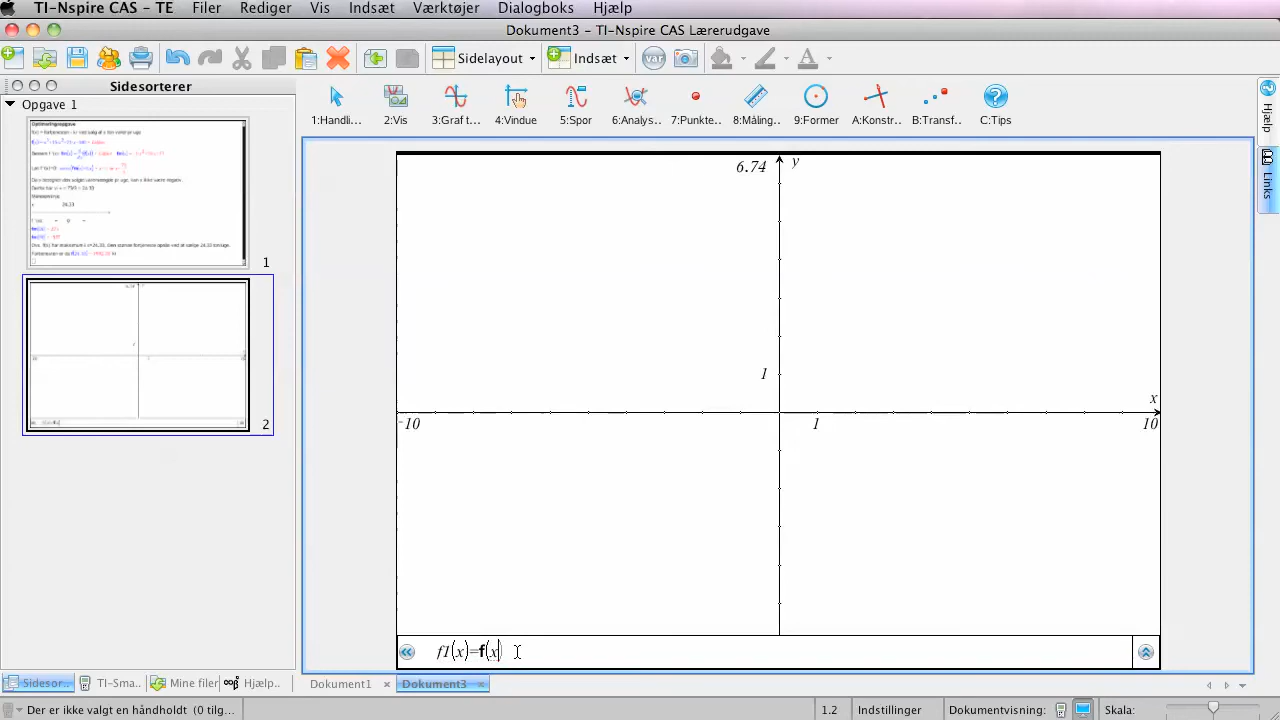 TI-Nspire CAS - TE Filer Rediger Vis Indsæt Værktøjer Dialogboks Hjælp
Dokument3 - TI-Nspire CAS Lærerudgave
Sidelayout Indsæt var
Sidesorterer
Opgave 1
1:Handli.. 2:Vis 3:Graf-i.. 4:Vindue 5:Spor 6:Analys.. 7:Punkte.. 8:Måling.. 9:Former A:Konstr.. B:Transf.. C:Tips
Hjælp
Links
1
2
6.74 y
1
x
-10 1 10
f1(x)=f(x)
Sidesor.. TI-Sma.. Mine filer Hjælp..
Dokument1 Dokument3
Der er ikke valgt en håndholdt (0 tilg... 1.2 Indstillinger Dokumentvisning: Skala: